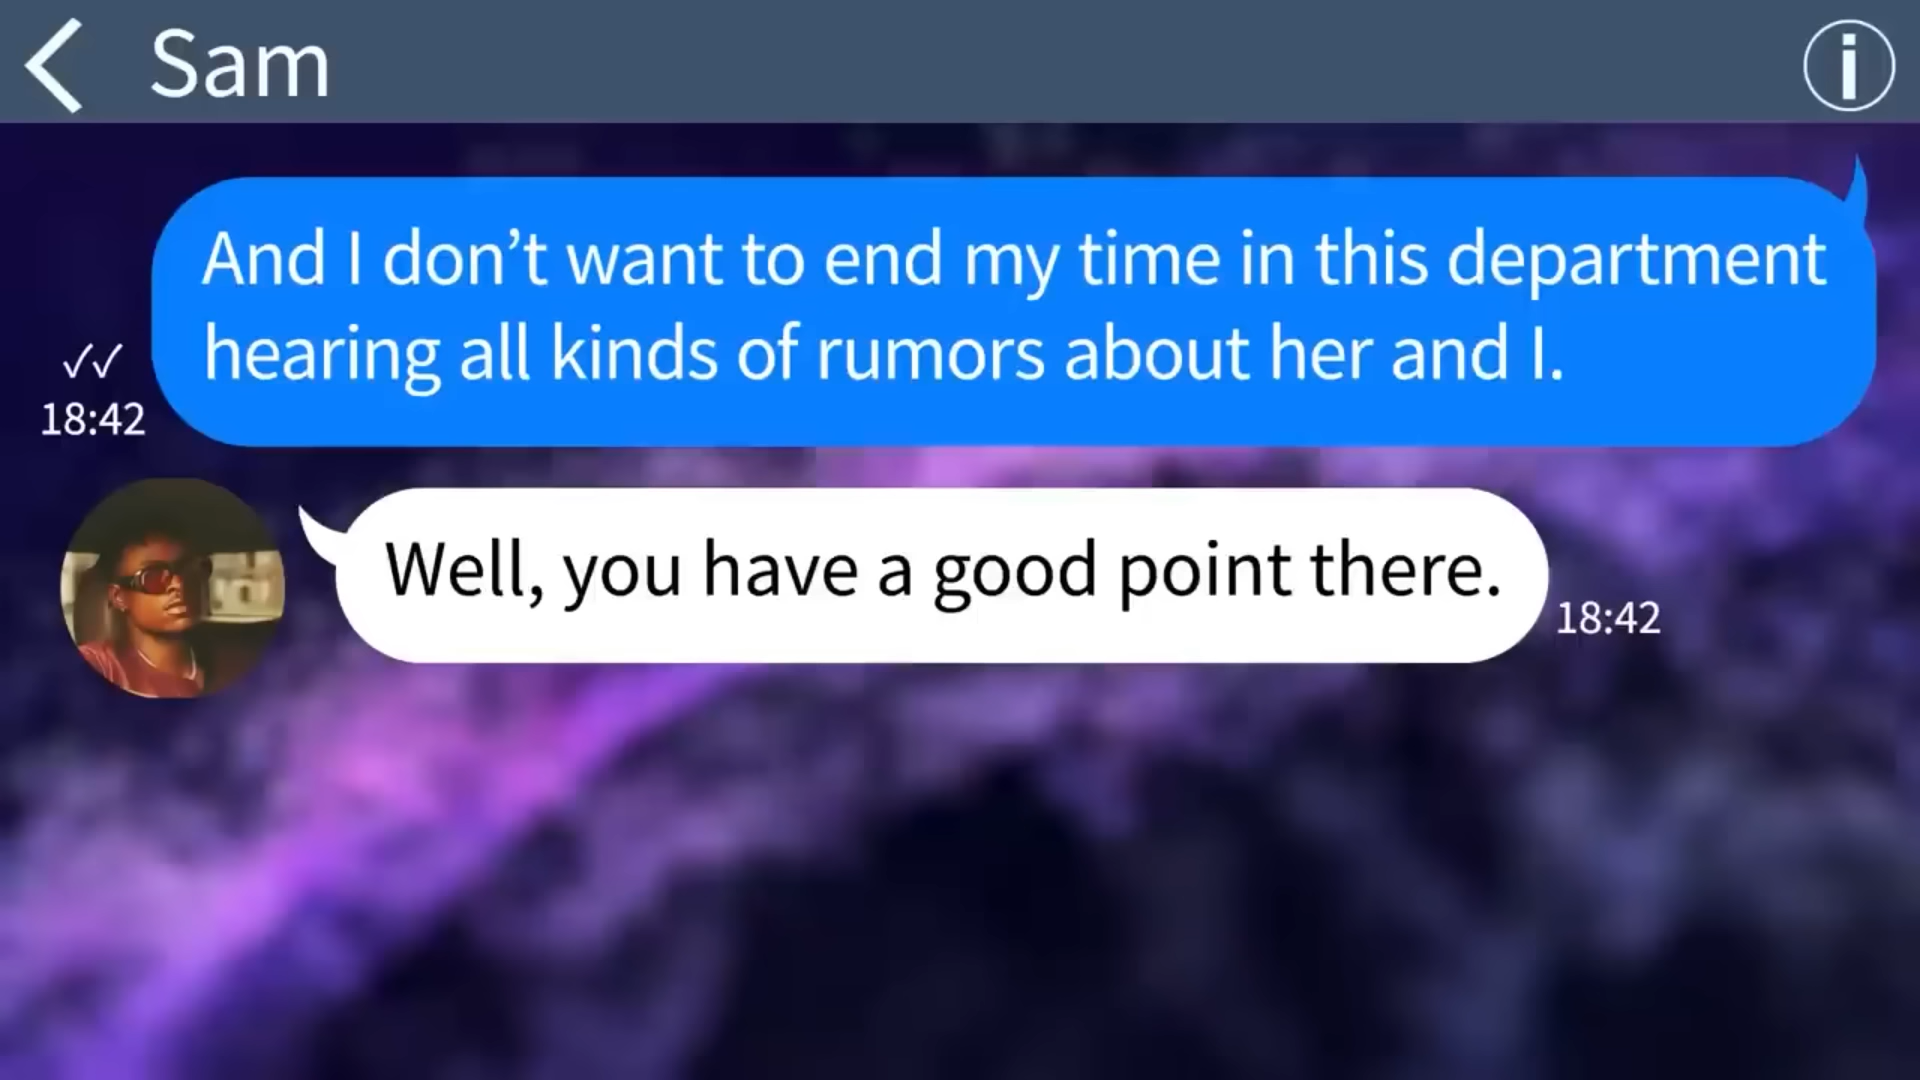 Sam
And I don’t want to end my time in this department
hearing all kinds of rumors about her and I.
18:42
Well, you have a good point there.
18:42